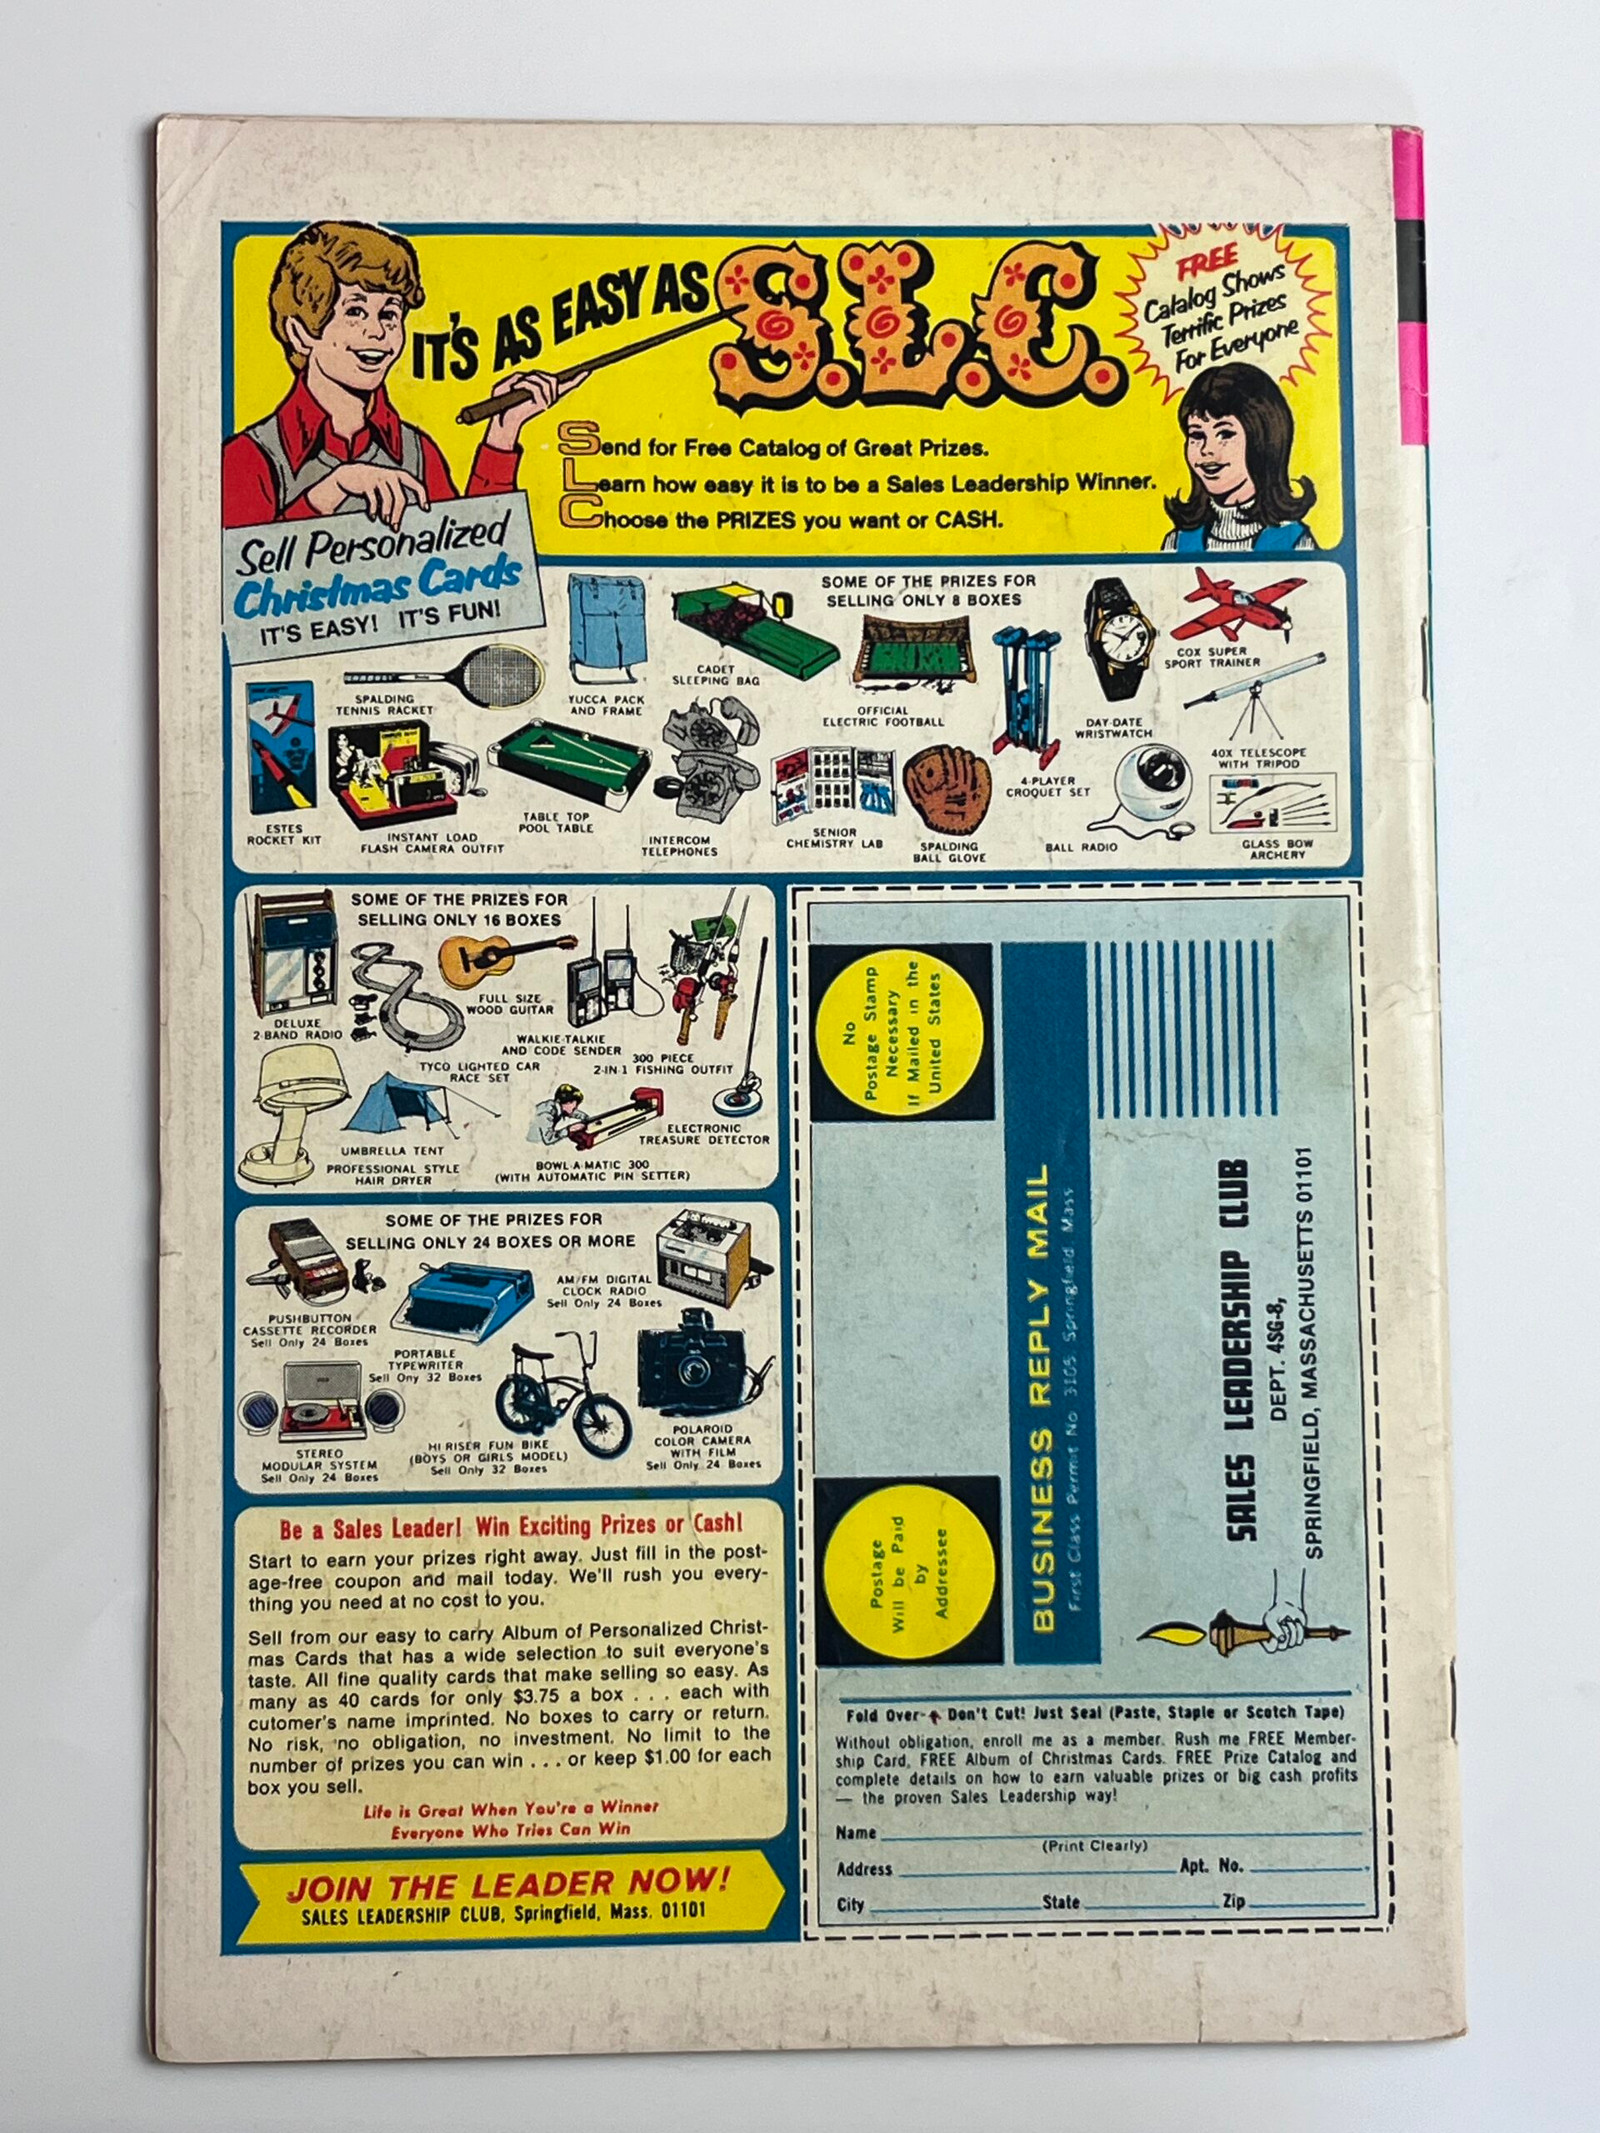 IT'S AS EASY AS S.L.C.
FREE
Catalog Shows
Terrific Prizes
For Everyone
Send for Free Catalog of Great Prizes.
Learn how easy it is to be a Sales Leadership Winner.
Choose the PRIZES you want or CASH.
Sell Personalized
Christmas Cards
IT'S EASY! IT'S FUN!
SOME OF THE PRIZES FOR
SELLING ONLY 8 BOXES
SPALDING
TENNIS RACKET
YUCCA PACK
AND FRAME
CADET
SLEEPING BAG
OFFICIAL
ELECTRIC FOOTBALL
DAY-DATE
WRISTWATCH
COX SUPER
SPORT TRAINER
40X TELESCOPE
WITH TRIPOD
ESTES
ROCKET KIT
INSTANT LOAD
FLASH CAMERA OUTFIT
TABLE TOP
POOL TABLE
INTERCOM
TELEPHONES
SENIOR
CHEMISTRY LAB
SPALDING
BALL GLOVE
4-PLAYER
CROQUET SET
BALL RADIO
GLASS BOW
ARCHERY
SOME OF THE PRIZES FOR
SELLING ONLY 16 BOXES
DELUXE
2-BAND RADIO
FULL SIZE
WOOD GUITAR
WALKIE-TALKIE
AND CODE SENDER
TYCO LIGHTED CAR
RACE SET
300 PIECE
2-IN-1 FISHING OUTFIT
ELECTRONIC
TREASURE DETECTOR
UMBRELLA TENT
PROFESSIONAL STYLE
HAIR DRYER
BOWL-A-MATIC 300
(WITH AUTOMATIC PIN SETTER)
SOME OF THE PRIZES FOR
SELLING ONLY 24 BOXES OR MORE
PUSHBUTTON
CASSETTE RECORDER
Sell Only 24 Boxes
AM/FM DIGITAL
CLOCK RADIO
Sell Only 24 Boxes
PORTABLE
TYPEWRITER
Sell Ony 32 Boxes
STEREO
MODULAR SYSTEM
Sell Only 24 Boxes
HI RISER FUN BIKE
(BOYS OR GIRLS MODEL)
Sell Only 32 Boxes
POLAROID
COLOR CAMERA
WITH FILM
Sell Only 24 Boxes
Be a Sales Leader! Win Exciting Prizes or Cash!
Start to earn your prizes right away. Just fill in the post-
age-free coupon and mail today. We'll rush you every-
thing you need at no cost to you.
Sell from our easy to carry Album of Personalized Christ-
mas Cards that has a wide selection to suit everyone's
taste. All fine quality cards that make selling so easy. As
many as 40 cards for only $3.75 a box . . . each with
cutomer's name imprinted. No boxes to carry or return.
No risk, no obligation, no investment. No limit to the
number of prizes you can win . . . or keep $1.00 for each
box you sell.
Life is Great When You're a Winner
Everyone Who Tries Can Win
JOIN THE LEADER NOW!
SALES LEADERSHIP CLUB, Springfield, Mass. 01101
No
Postage Stamp
Necessary
If Mailed in the
United States
Postage
Will be Paid
by
Addressee
BUSINESS REPLY MAIL
First Class Permit No 3105 Springfield Mass
SALES LEADERSHIP CLUB
DEPT. 4SG-8,
SPRINGFIELD, MASSACHUSETTS 01101
Fold Over- Don't Cut! Just Seal (Paste, Staple or Scotch Tape)
Without obligation, enroll me as a member. Rush me FREE Member-
ship Card, FREE Album of Christmas Cards. FREE Prize Catalog and
complete details on how to earn valuable prizes or big cash profits
— the proven Sales Leadership way!
Name
(Print Clearly)
Address Apt. No.
City State Zip